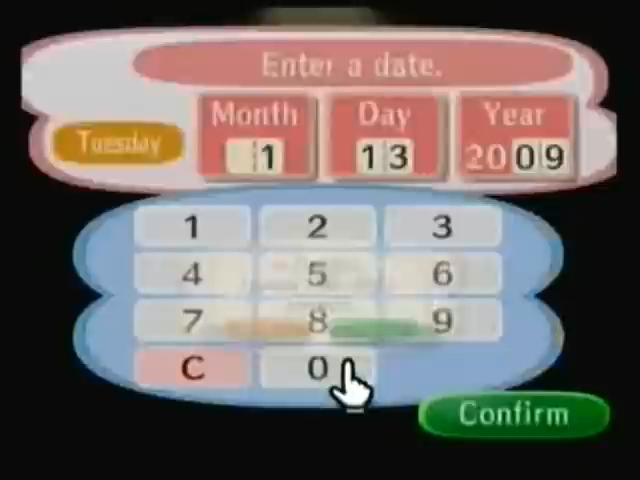 Enter a date.
Month Day Year
Tuesday 1 13 2009
1 2 3
4 5 6
7 8 9
C 0
Confirm